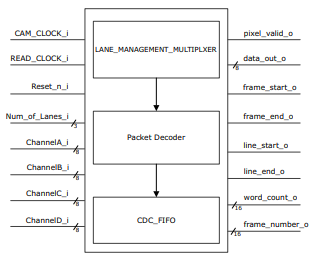 CAM_CLOCK_i
READ_CLOCK_i
Reset_n_i
Num_of_Lanes_i
3
ChannelA_i
8
ChannelB_i
8
ChannelC_i
8
ChannelD_i
8
LANE_MANAGEMENT_MULTIPLXER
Packet Decoder
CDC_FIFO
pixel_valid_o
data_out_o
8
frame_start_o
frame_end_o
line_start_o
line_end_o
word_count_o
16
frame_number_o
16